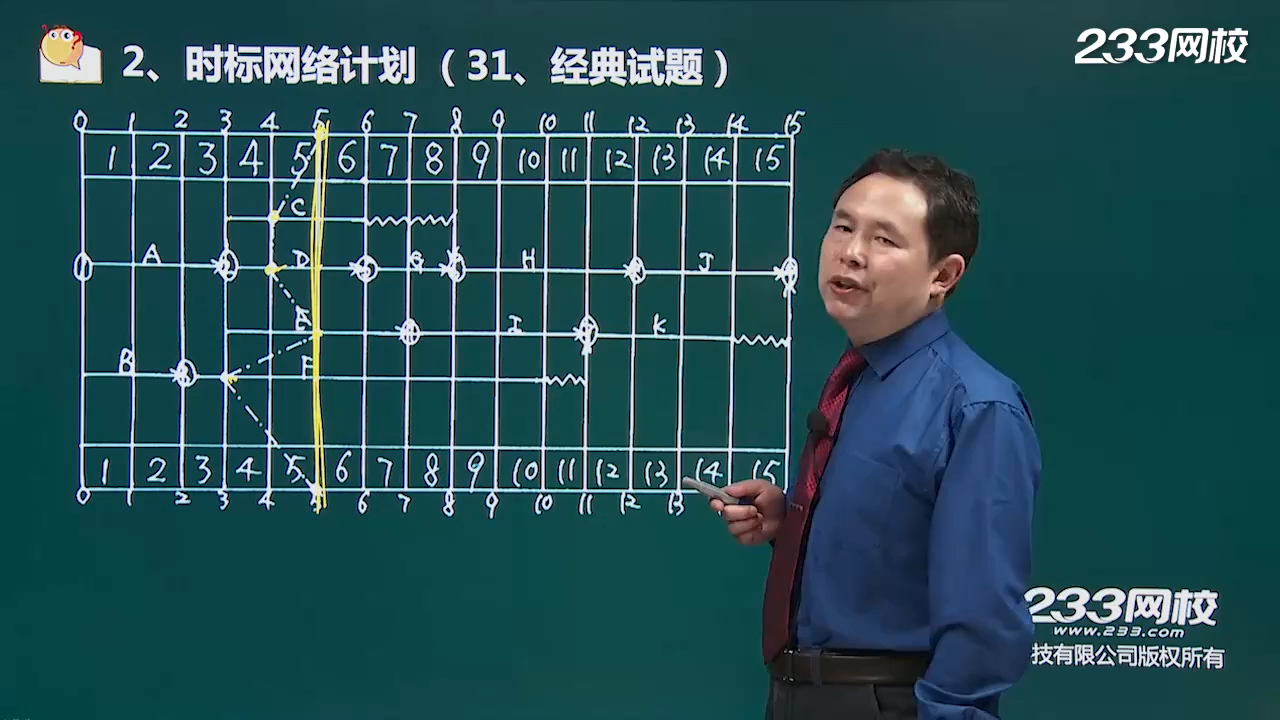 2、时标网络计划（31、经典试题）
233网校
0 1 2 3 4 5 6 7 8 9 10 11 12 13 14 15
1 2 3 4 5 6 7 8 9 10 11 12 13 14 15
C
A D G H J
E I K
B F
1 2 3 4 5 6 7 8 9 10 11 12 13 14 15
0 1 2 3 4 5 6 7 8 9 10 11 12 13
233网校
www.233.com
技有限公司版权所有